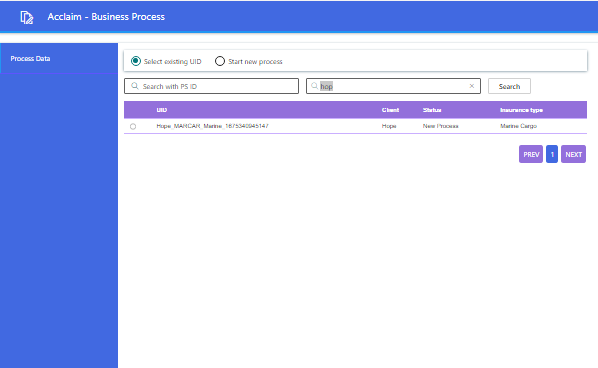 Acclaim - Business Process
Process Data
Select existing UID
Start new process
Search with PS ID
hop
Search
UID Client Status Insurance type
Hope_MARCAR_Marine_1675340945147 Hope New Process Marine Cargo
PREV 1 NEXT